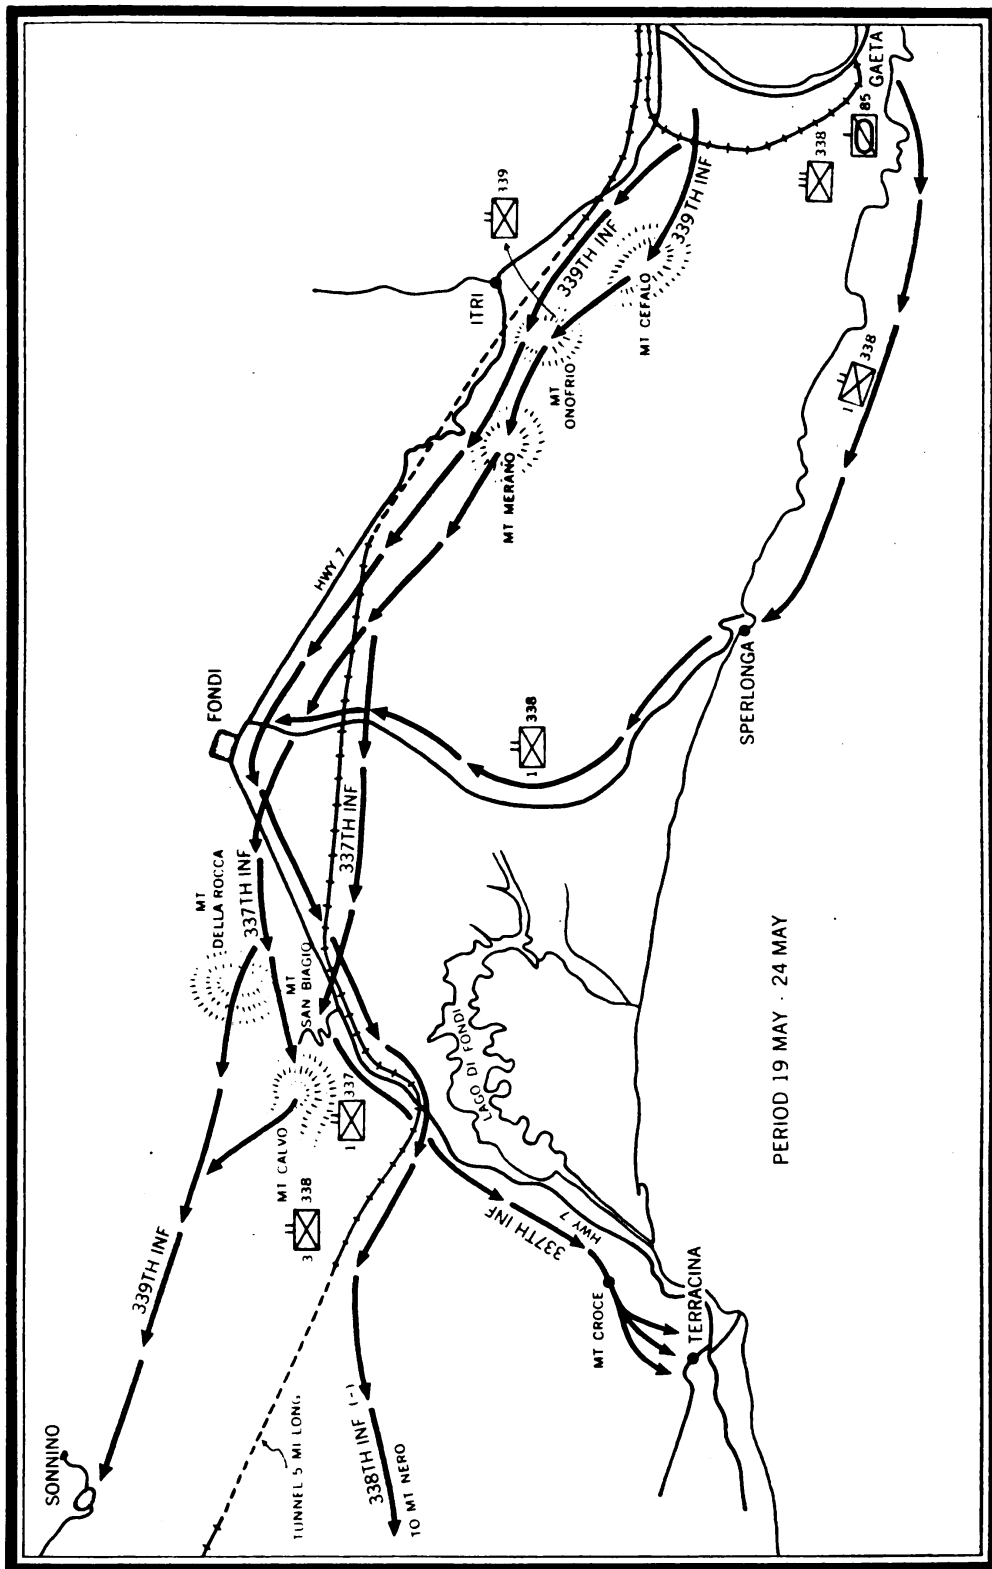 SONNINO
339TH INF
TUNNEL 5 MI LONG
338TH INF (-)
TO MT NERO
3
338
MT CALVO
1
337
MT
DELLA ROCCA
337TH INF
MT
SAN BIAGIO
337TH INF
FONDI
HWY 7
ITRI
339
339TH INF
339TH INF
MT CEFALO
MT
ONOFRIO
MT MERANO
1
338
337TH INF
HWY 7
MT CROCE
TERRACINA
LAGO DI FONDI
SPERLONGA
1
338
338
85
GAETA
PERIOD 19 MAY - 24 MAY